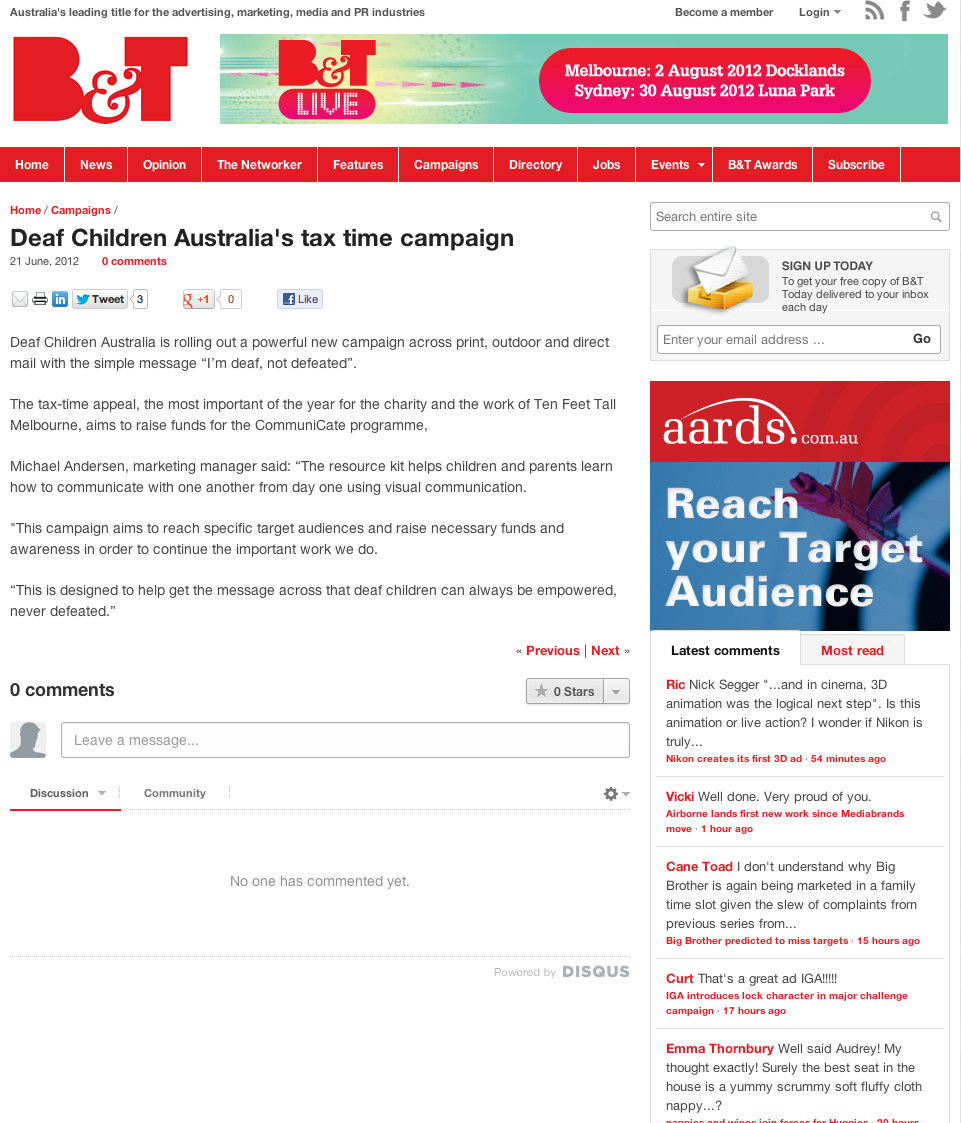 Australia's leading title for the advertising, marketing, media and PR industries
Become a member
Login
B&T
B&T
LIVE
Melbourne: 2 August 2012 Docklands
Sydney: 30 August 2012 Luna Park
Home
News
Opinion
The Networker
Features
Campaigns
Directory
Jobs
Events
B&T Awards
Subscribe
Home / Campaigns /
Deaf Children Australia's tax time campaign
21 June, 2012 0 comments
in
Tweet 3
g +1 0
f Like
Deaf Children Australia is rolling out a powerful new campaign across print, outdoor and direct
mail with the simple message “I’m deaf, not defeated”.
The tax-time appeal, the most important of the year for the charity and the work of Ten Feet Tall
Melbourne, aims to raise funds for the CommuniCate programme,
Michael Andersen, marketing manager said: “The resource kit helps children and parents learn
how to communicate with one another from day one using visual communication.
"This campaign aims to reach specific target audiences and raise necessary funds and
awareness in order to continue the important work we do.
“This is designed to help get the message across that deaf children can always be empowered,
never defeated.”
« Previous | Next »
0 comments
0 Stars
Leave a message...
Discussion
Community
No one has commented yet.
Powered by DISQUS
Search entire site
SIGN UP TODAY
To get your free copy of B&T
Today delivered to your inbox
each day
Enter your email address ...
Go
aards.com.au
Reach
your Target
Audience
Latest comments
Most read
Ric Nick Segger "...and in cinema, 3D
animation was the logical next step". Is this
animation or live action? I wonder if Nikon is
truly...
Nikon creates its first 3D ad · 54 minutes ago
Vicki Well done. Very proud of you.
Airborne lands first new work since Mediabrands
move · 1 hour ago
Cane Toad I don't understand why Big
Brother is again being marketed in a family
time slot given the slew of complaints from
previous series from...
Big Brother predicted to miss targets · 15 hours ago
Curt That's a great ad IGA!!!!!
IGA introduces lock character in major challenge
campaign · 17 hours ago
Emma Thornbury Well said Audrey! My
thought exactly! Surely the best seat in the
house is a yummy scrummy soft fluffy cloth
nappy...?
nappies and wipes join forces for Huggies · 20 hours